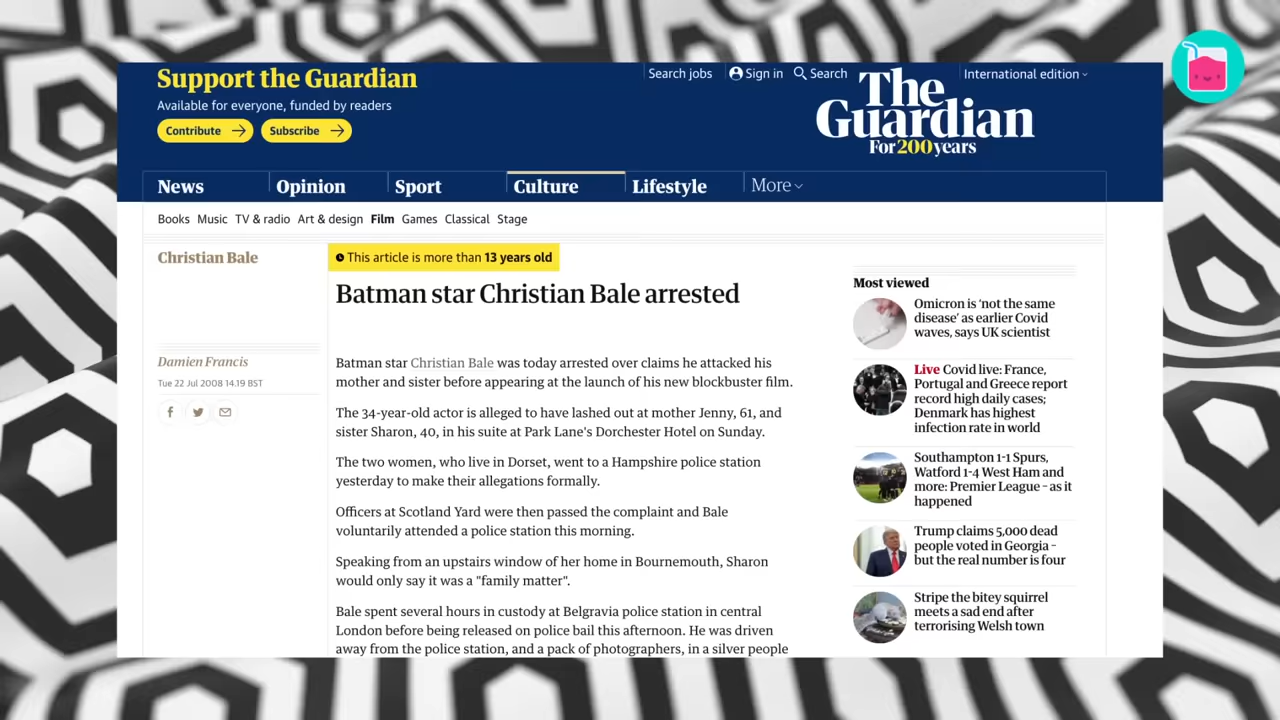 Support the Guardian
Available for everyone, funded by readers
Contribute
Subscribe
Search jobs
Sign in
Search
International edition
The
Guardian
For 200 years
News
Opinion
Sport
Culture
Lifestyle
More
Books Music TV & radio Art & design Film Games Classical Stage
Christian Bale
This article is more than 13 years old
Batman star Christian Bale arrested
Damien Francis
Tue 22 Jul 2008 14.19 BST
Batman star Christian Bale was today arrested over claims he attacked his
mother and sister before appearing at the launch of his new blockbuster film.
The 34-year-old actor is alleged to have lashed out at mother Jenny, 61, and
sister Sharon, 40, in his suite at Park Lane's Dorchester Hotel on Sunday.
The two women, who live in Dorset, went to a Hampshire police station
yesterday to make their allegations formally.
Officers at Scotland Yard were then passed the complaint and Bale
voluntarily attended a police station this morning.
Speaking from an upstairs window of her home in Bournemouth, Sharon
would only say it was a "family matter".
Bale spent several hours in custody at Belgravia police station in central
London before being released on police bail this afternoon. He was driven
away from the police station, and a pack of photographers, in a silver people
Most viewed
Omicron is ‘not the same
disease’ as earlier Covid
waves, says UK scientist
Live Covid live: France,
Portugal and Greece report
record high daily cases;
Denmark has highest
infection rate in world
Southampton 1-1 Spurs,
Watford 1-4 West Ham and
more: Premier League – as it
happened
Trump claims 5,000 dead
people voted in Georgia –
but the real number is four
Stripe the bitey squirrel
meets a sad end after
terrorising Welsh town